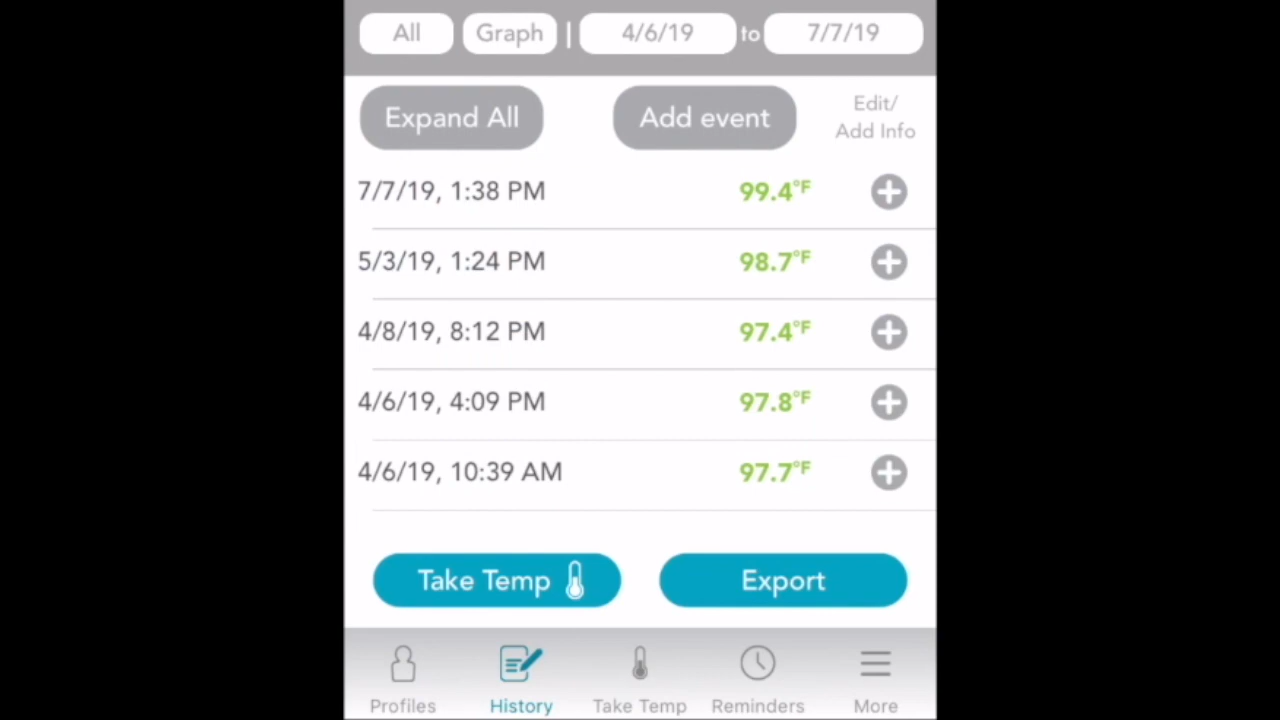 All Graph | 4/6/19 to 7/7/19
Expand All Add event Edit/
Add Info
7/7/19, 1:38 PM 99.4°F
5/3/19, 1:24 PM 98.7°F
4/8/19, 8:12 PM 97.4°F
4/6/19, 4:09 PM 97.8°F
4/6/19, 10:39 AM 97.7°F
Take Temp Export
Profiles History Take Temp Reminders More